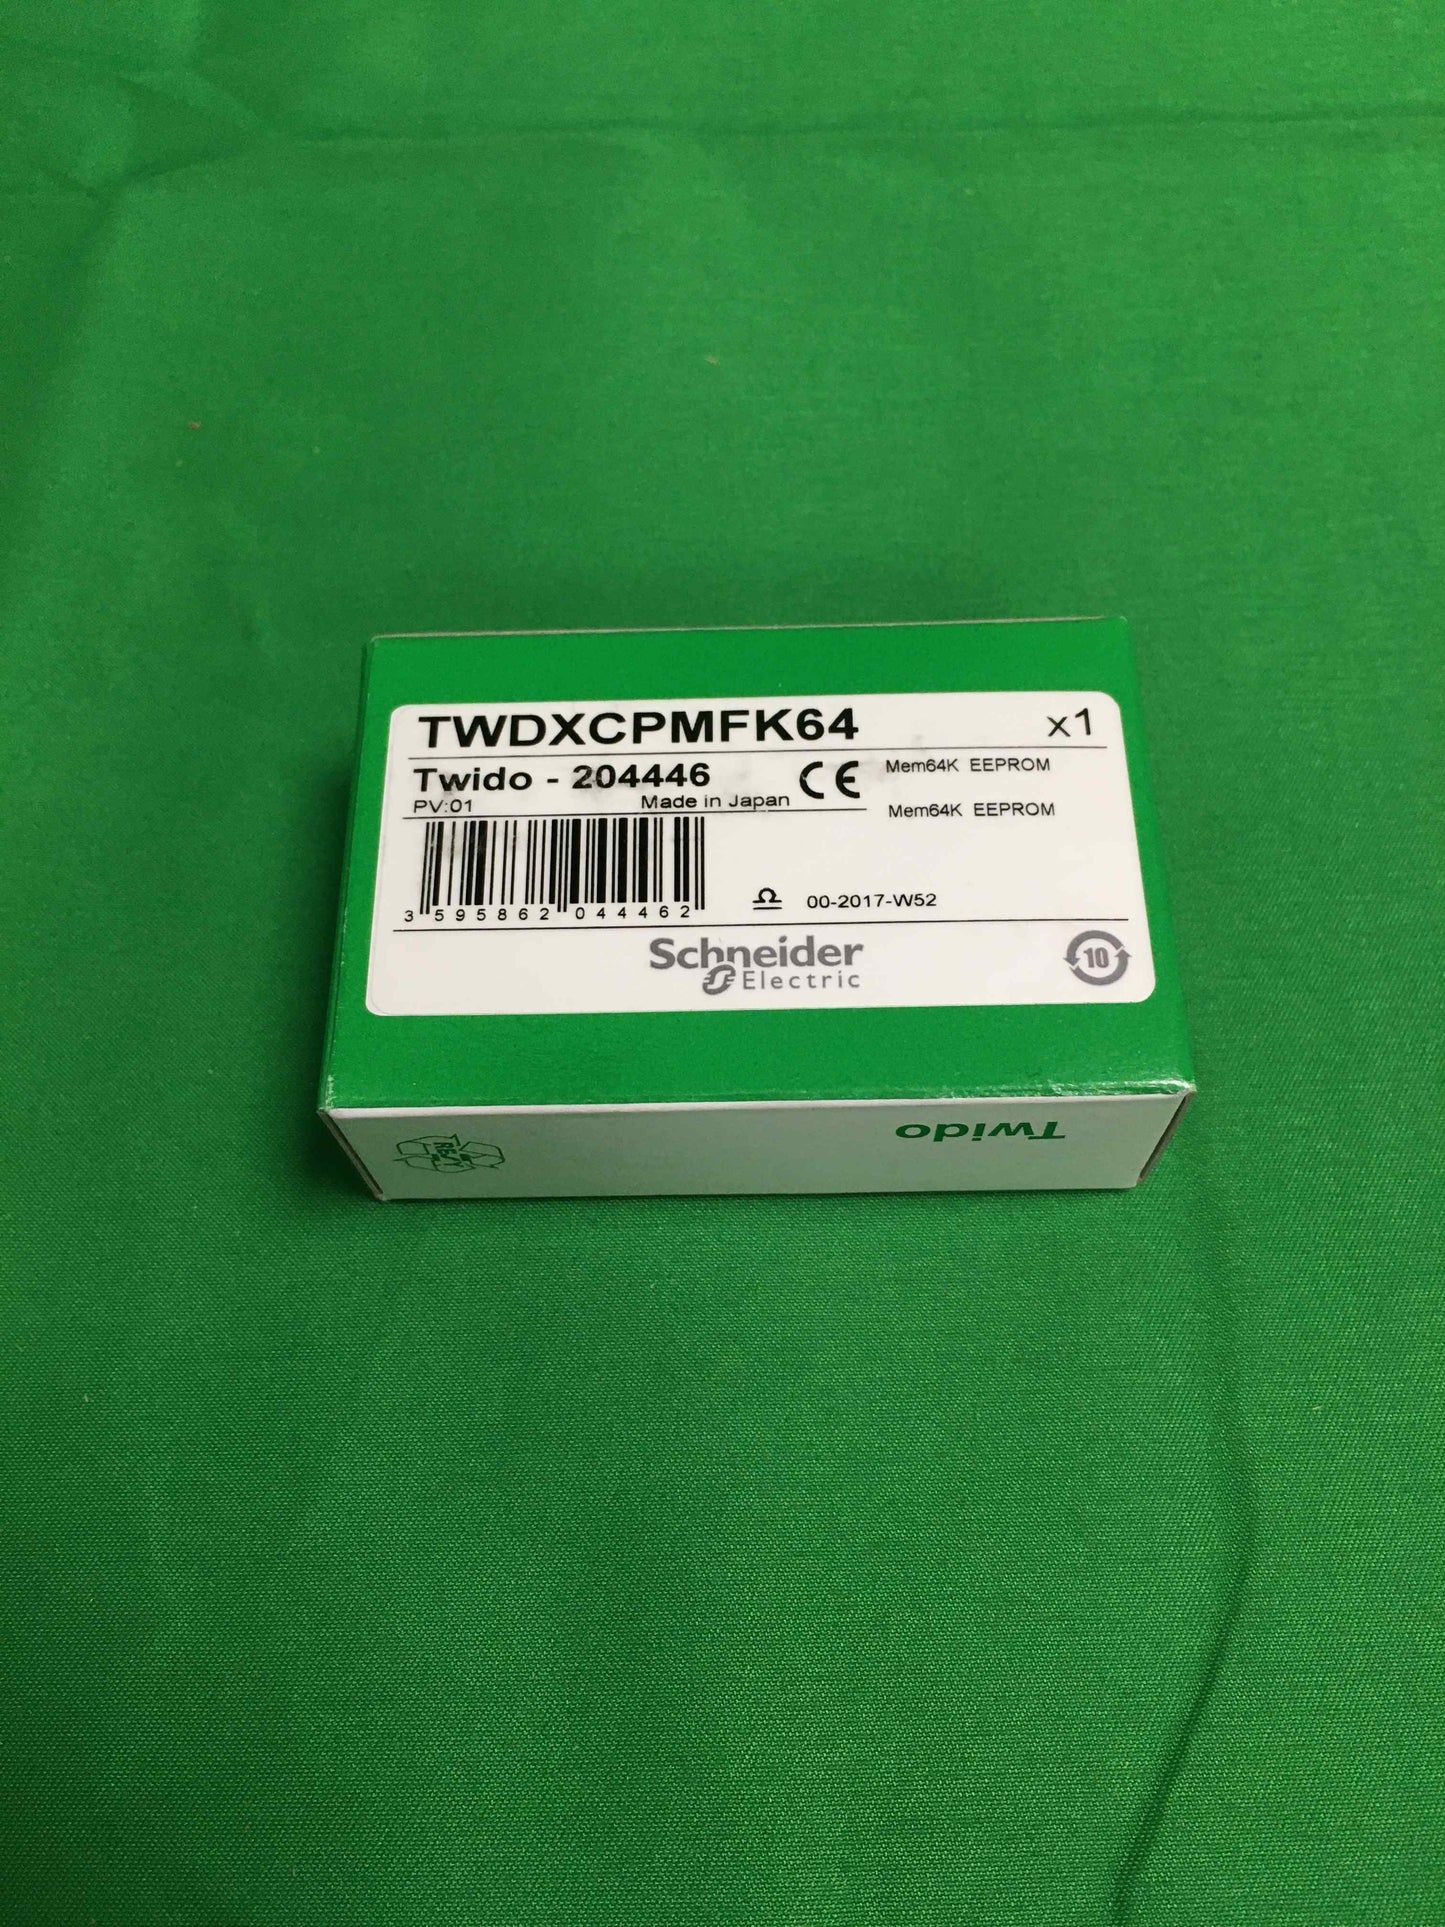 TWDXCPMFK64 x1
Twido - 204446 CE Mem64K EEPROM
PV:01 Made in Japan
Mem64K EEPROM
3 595862 044462
00-2017-W52
Schneider
Electric
10
Twido